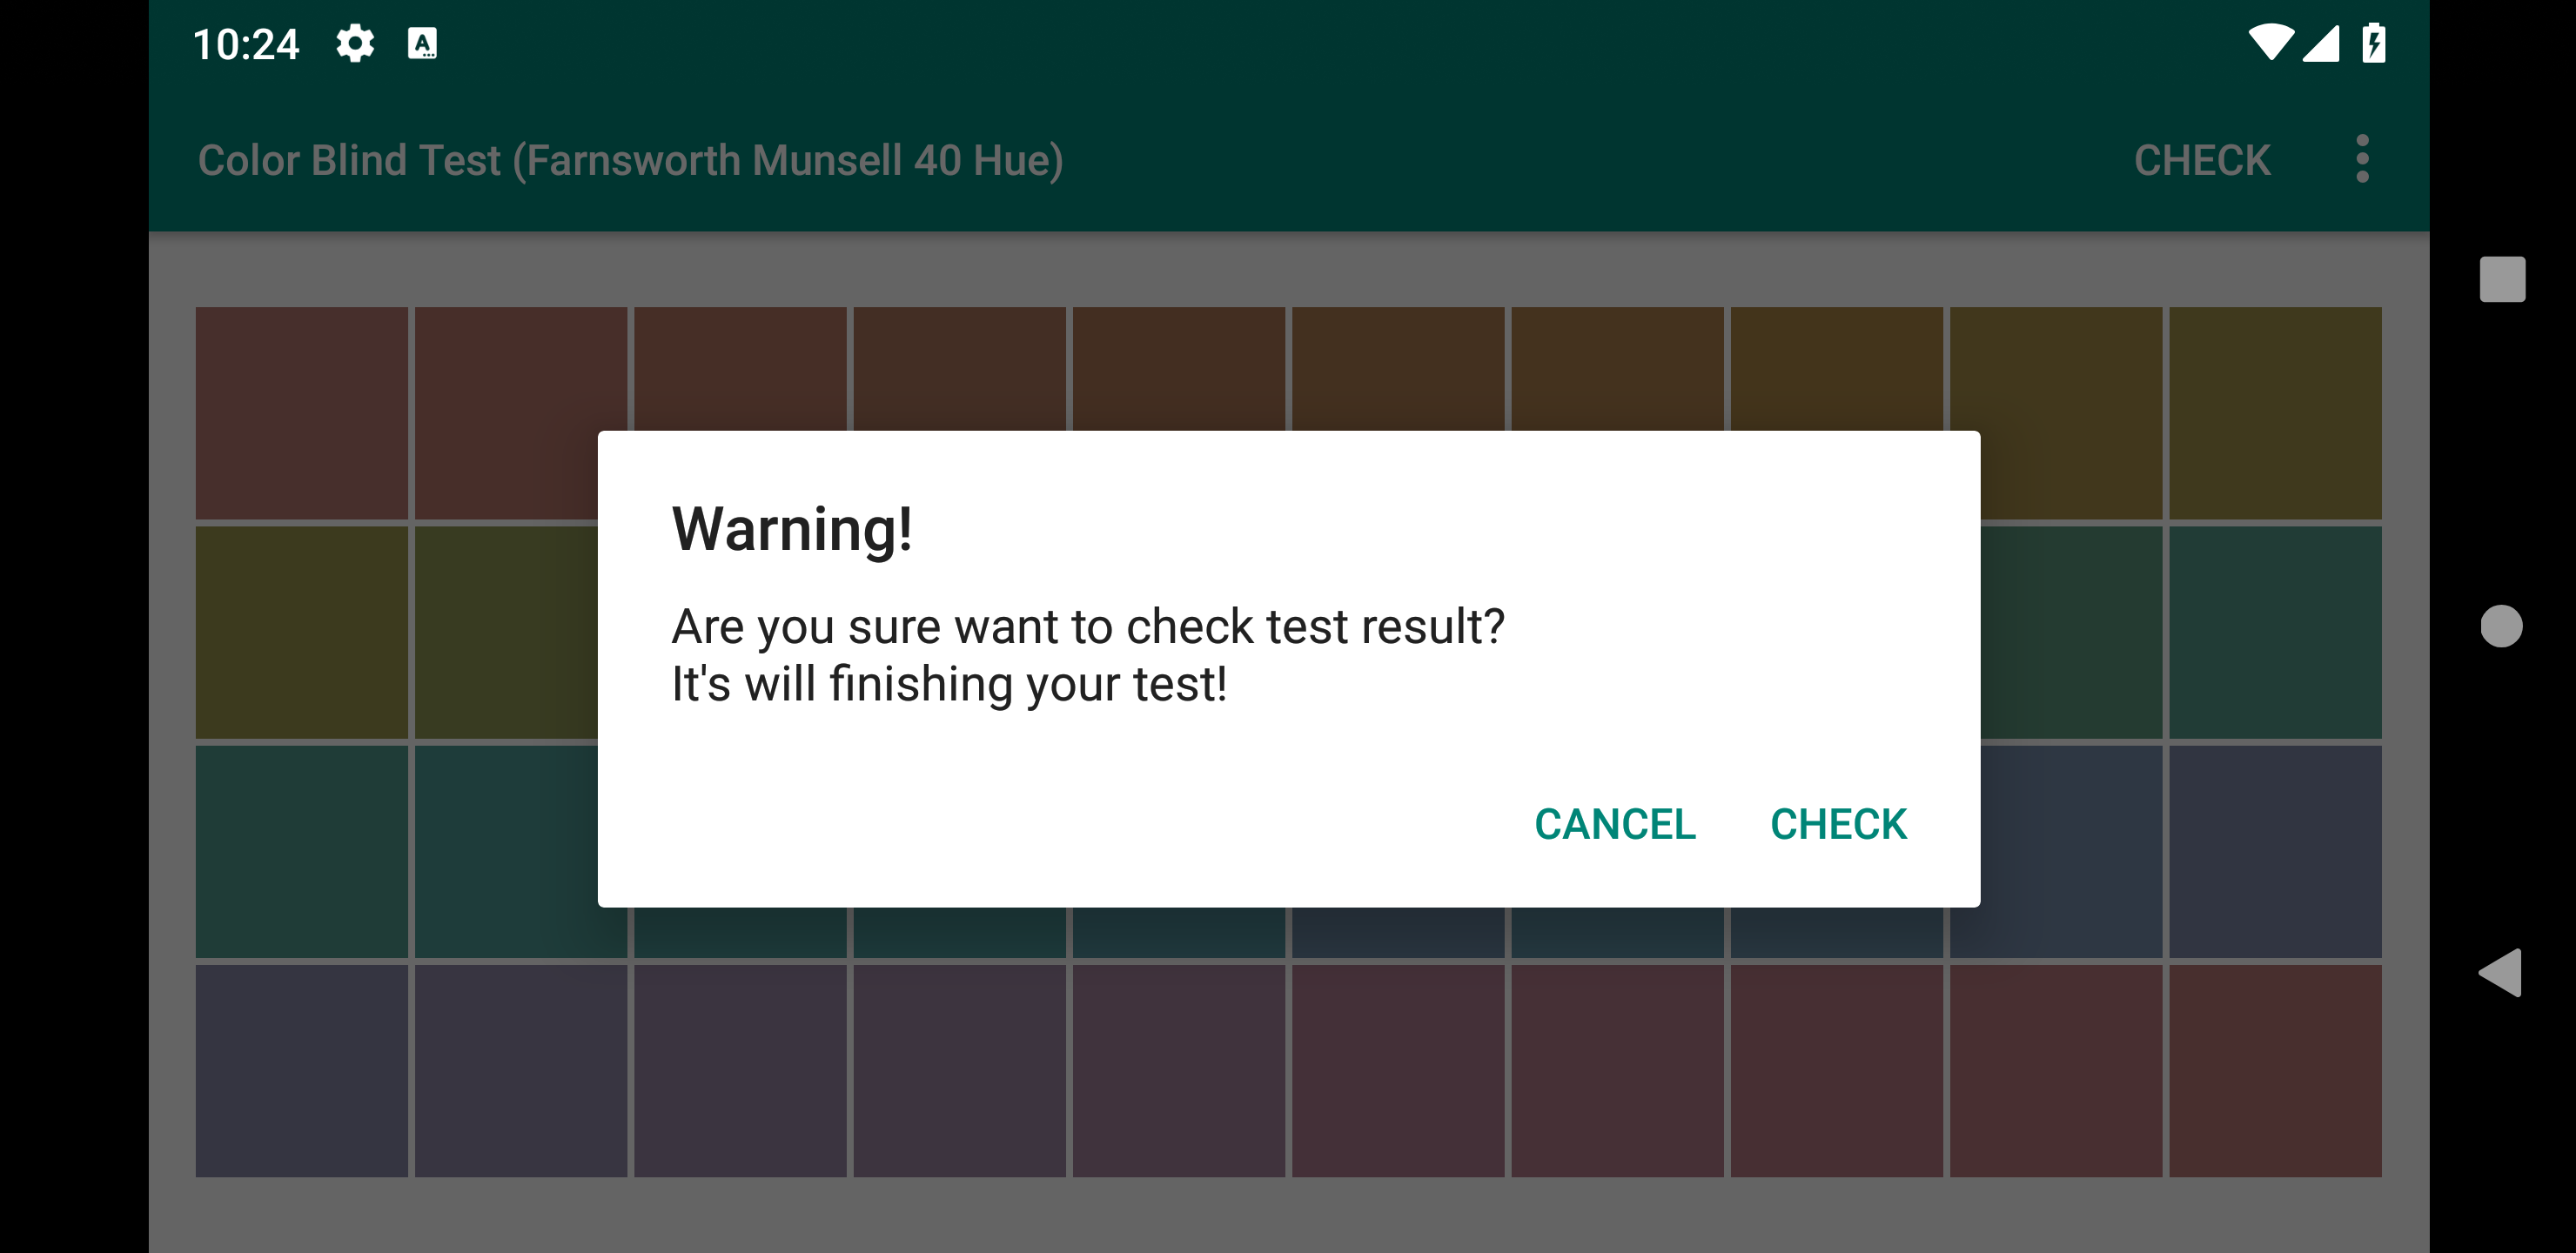 10:24
Color Blind Test (Farnsworth Munsell 40 Hue)
CHECK
Warning!
Are you sure want to check test result?
It's will finishing your test!
CANCEL
CHECK